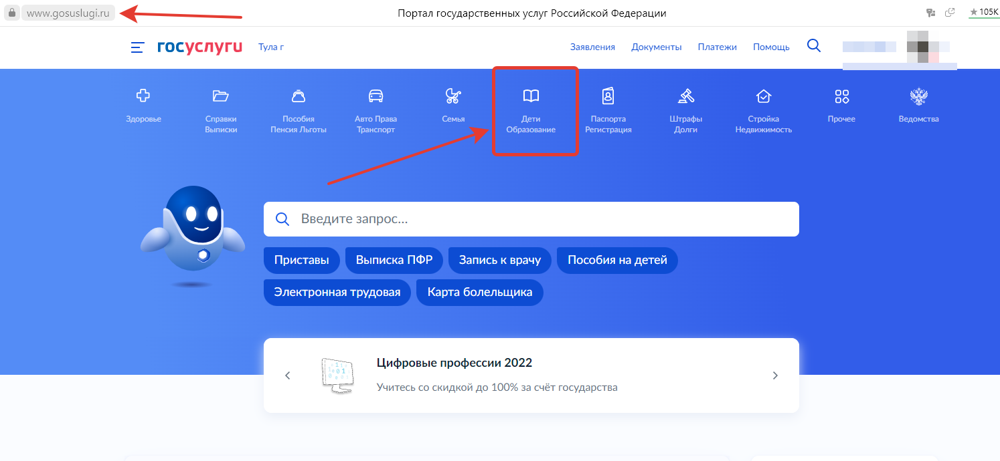 www.gosuslugi.ru
Портал государственных услуг Российской Федерации
105K
госуслуги
Тула г
Заявления
Документы
Платежи
Помощь
Здоровье
Справки
Выписки
Пособия
Пенсия Льготы
Авто Права
Транспорт
Семья
Дети
Образование
Паспорта
Регистрация
Штрафы
Долги
Стройка
Недвижимость
Прочее
Ведомства
Введите запрос...
Приставы
Выписка ПФР
Запись к врачу
Пособия на детей
Электронная трудовая
Карта болельщика
Цифровые профессии 2022
Учитесь со скидкой до 100% за счёт государства